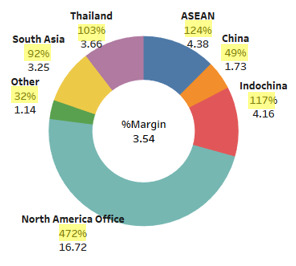 Thailand
103%
3.66
ASEAN
124%
4.38
South Asia
92%
3.25
China
49%
1.73
Other
32%
1.14
Indochina
117%
4.16
%Margin
3.54
North America Office
472%
16.72